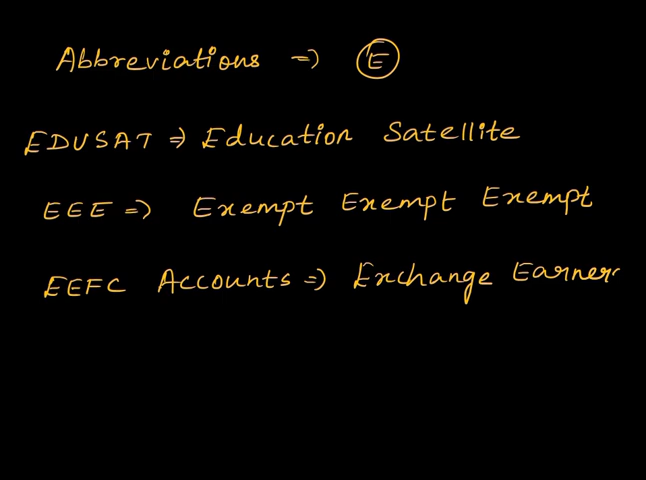 Abbreviations => E
EDUSAT => Education Satellite
EEE => Exempt Exempt Exempt
EEFC Accounts => Exchange Earner